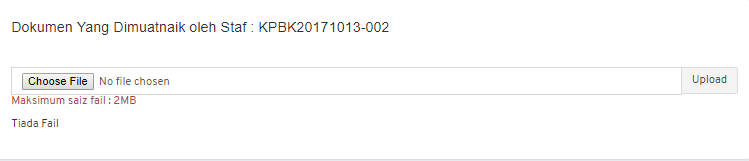 Dokumen Yang Dimuatnaik oleh Staf : KPBK20171013-002
Choose File No file chosen Upload
Maksimum saiz fail : 2MB
Tiada Fail